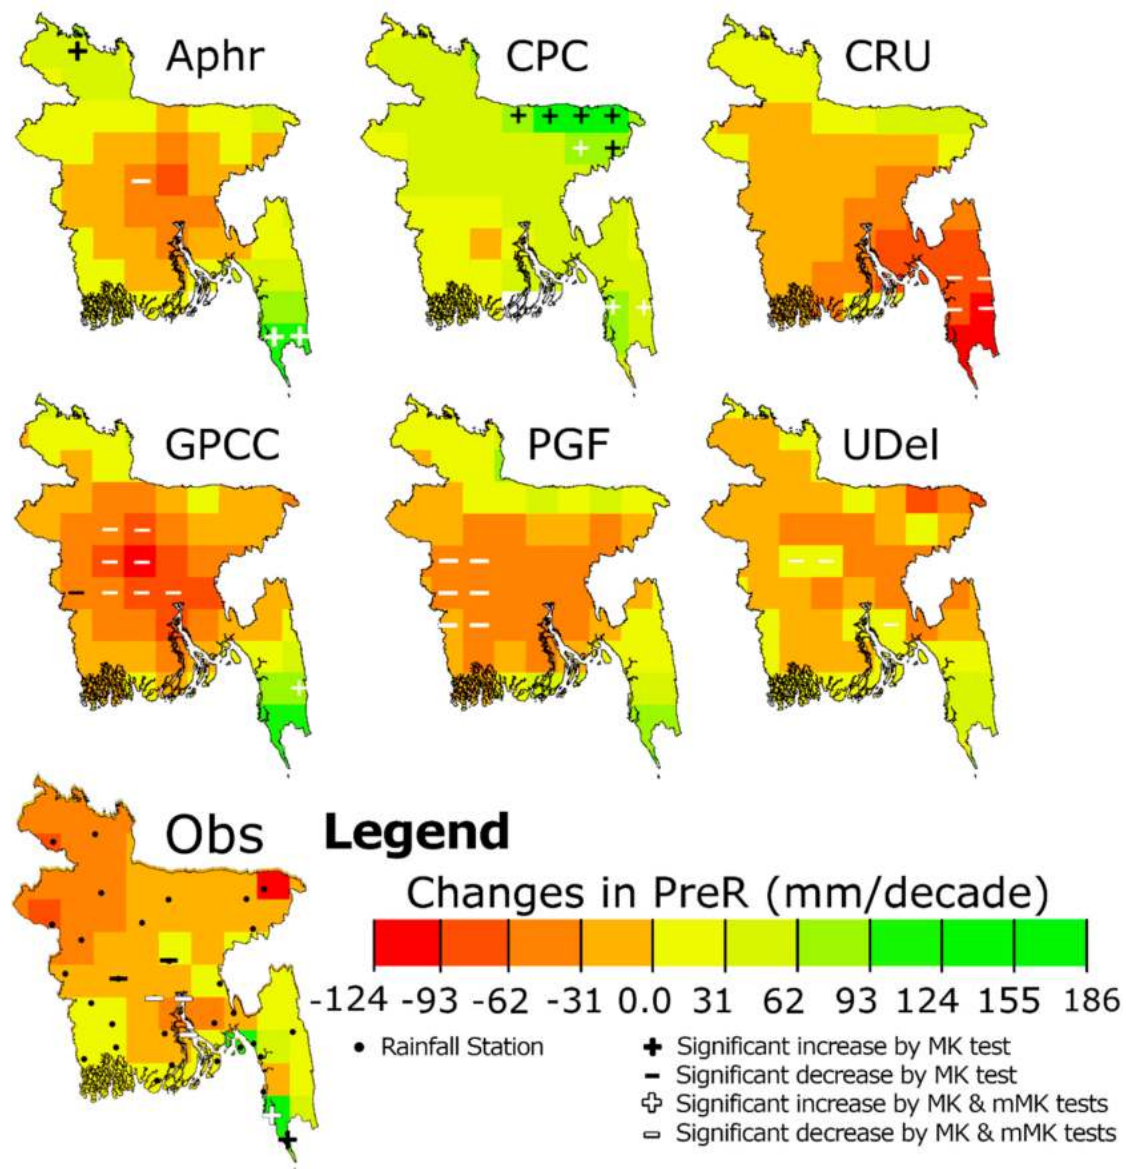 Aphr
CPC
CRU
GPCC
PGF
UDel
Obs
Legend
Changes in PreR (mm/decade)
-124 -93 -62 -31 0.0 31 62 93 124 155 186
Rainfall Station
Significant increase by MK test
Significant decrease by MK test
Significant increase by MK & mMK tests
Significant decrease by MK & mMK tests